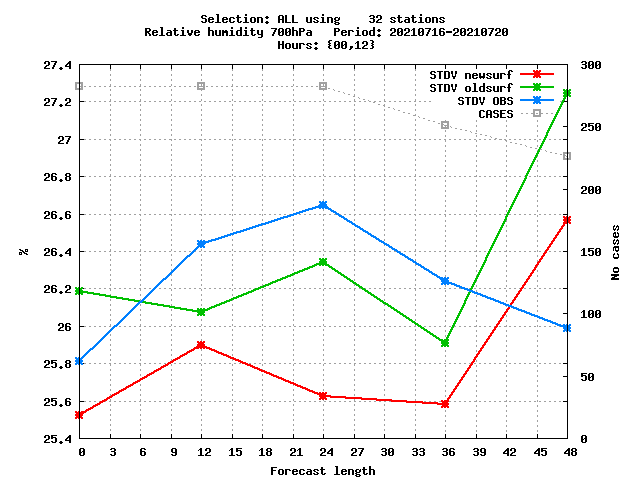 Selection: ALL using    32 stations
Relative humidity 700hPa   Period: 20210716-20210720
Hours: {00,12}
27.4
27.2
27
26.8
26.6
26.4
26.2
26
25.8
25.6
25.4
%
STDV newsurf
STDV oldsurf
STDV OBS
CASES
300
250
200
150
100
50
0
No cases
0 3 6 9 12 15 18 21 24 27 30 33 36 39 42 45 48
Forecast length